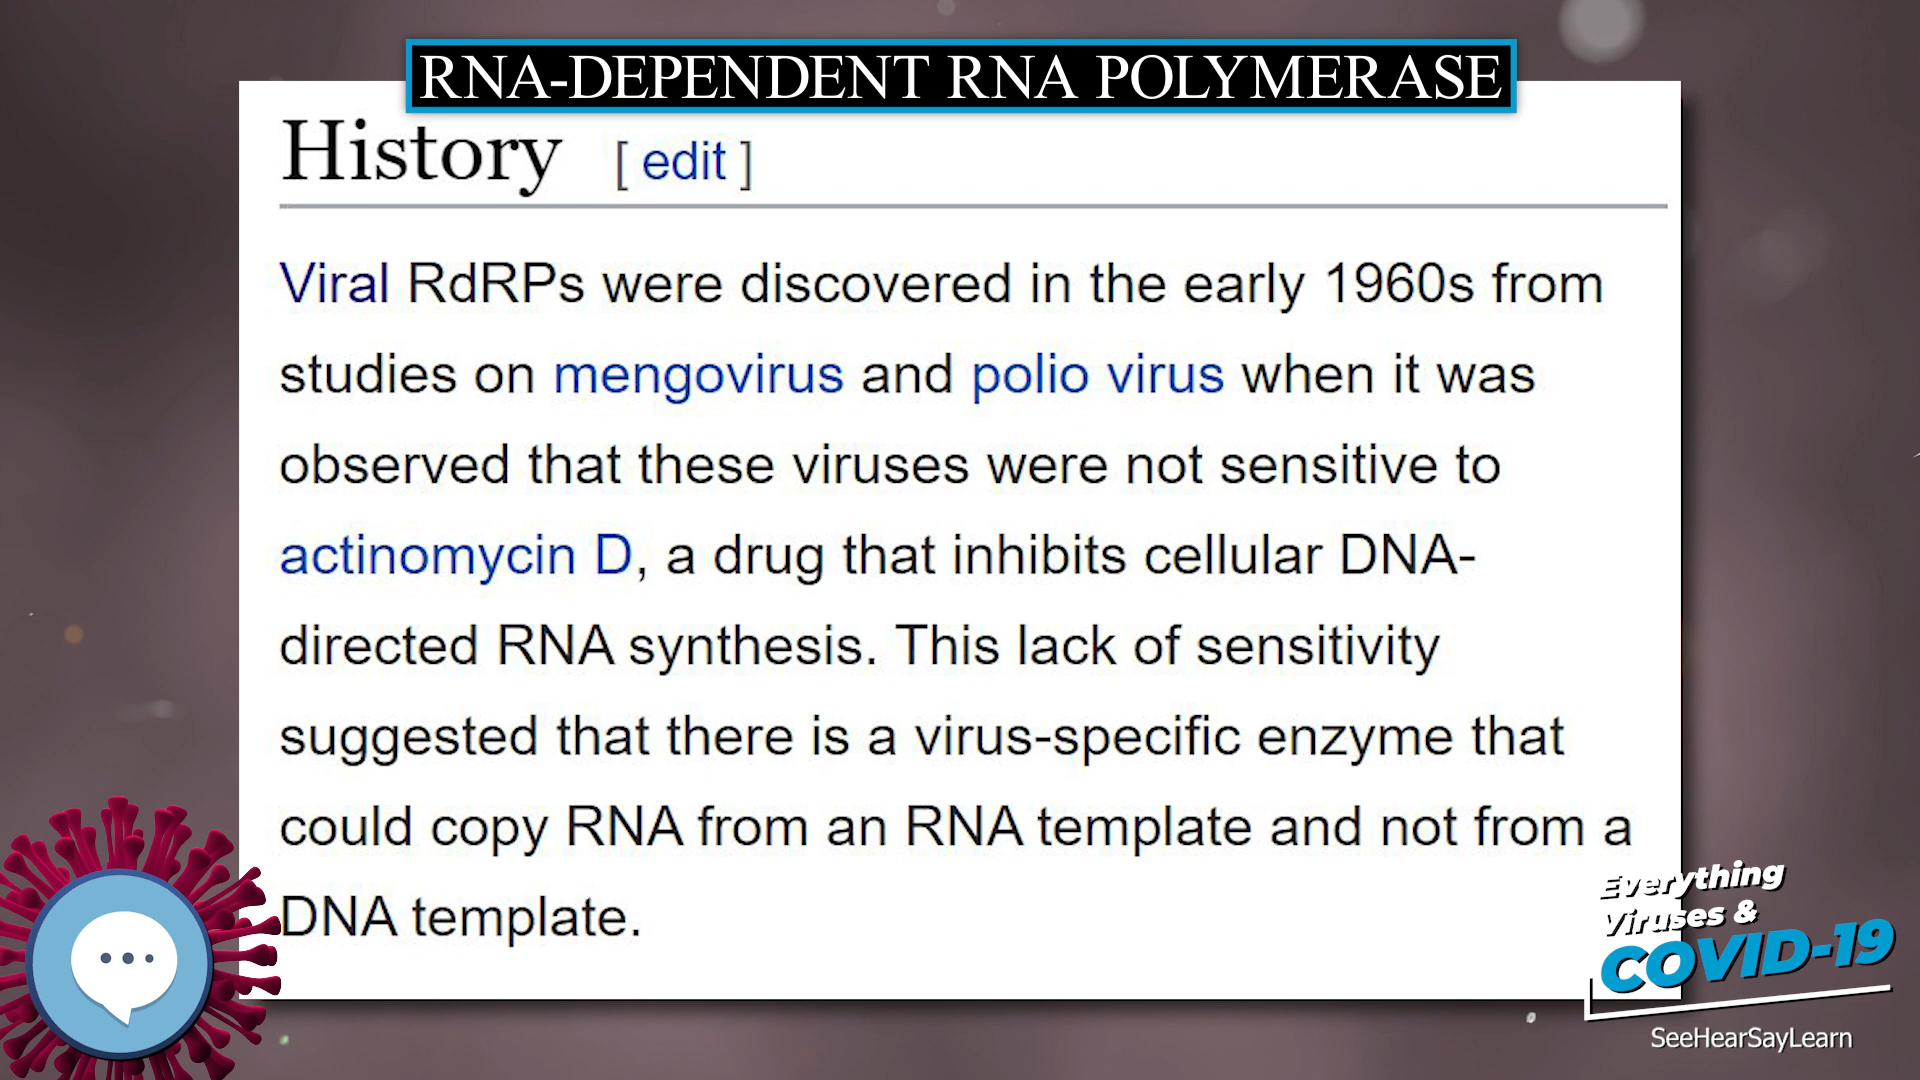 RNA-DEPENDENT RNA POLYMERASE
History [ edit ]
Viral RdRPs were discovered in the early 1960s from
studies on mengovirus and polio virus when it was
observed that these viruses were not sensitive to
actinomycin D, a drug that inhibits cellular DNA-
directed RNA synthesis. This lack of sensitivity
suggested that there is a virus-specific enzyme that
could copy RNA from an RNA template and not from a
DNA template.
Everything
Viruses &
COVID-19
SeeHearSayLearn